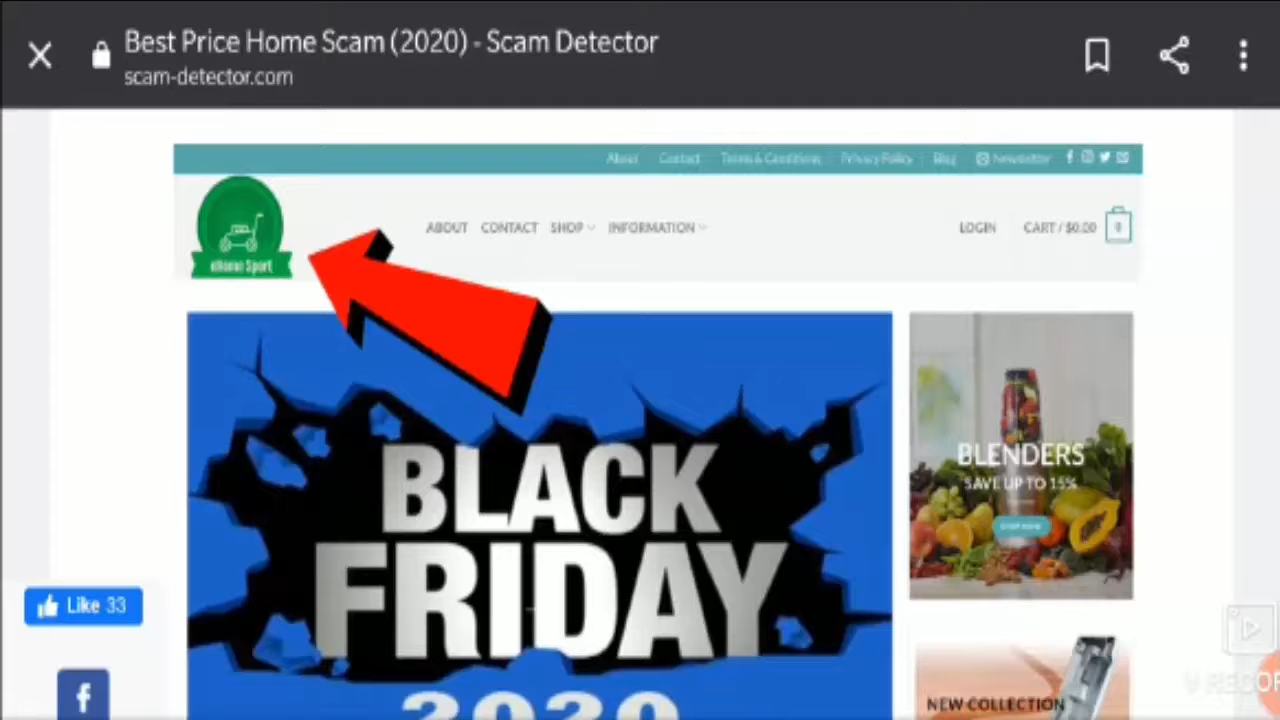 Best Price Home Scam (2020) - Scam Detector
scam-detector.com
About Contact Terms & Conditions Privacy Policy Blog Newsletter
eHome Sport
ABOUT CONTACT SHOP INFORMATION LOGIN CART / $0.00 0
BLACK
FRIDAY
2020
BLENDERS
SAVE UP TO 15%
SHOP NOW
Like 33
NEW COLLECTION